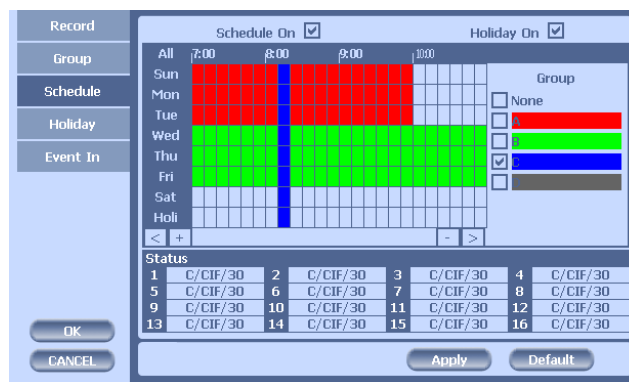 Record
Group
Schedule
Holiday
Event In
OK
CANCEL
Schedule On
Holiday On
All 7:00 8:00 9:00 10:00
Sun
Mon
Tue
Wed
Thu
Fri
Sat
Holi
< + - >
Group
None
A
B
C
Status
1 C/CIF/30 2 C/CIF/30 3 C/CIF/30 4 C/CIF/30
5 C/CIF/30 6 C/CIF/30 7 C/CIF/30 8 C/CIF/30
9 C/CIF/30 10 C/CIF/30 11 C/CIF/30 12 C/CIF/30
13 C/CIF/30 14 C/CIF/30 15 C/CIF/30 16 C/CIF/30
Apply Default